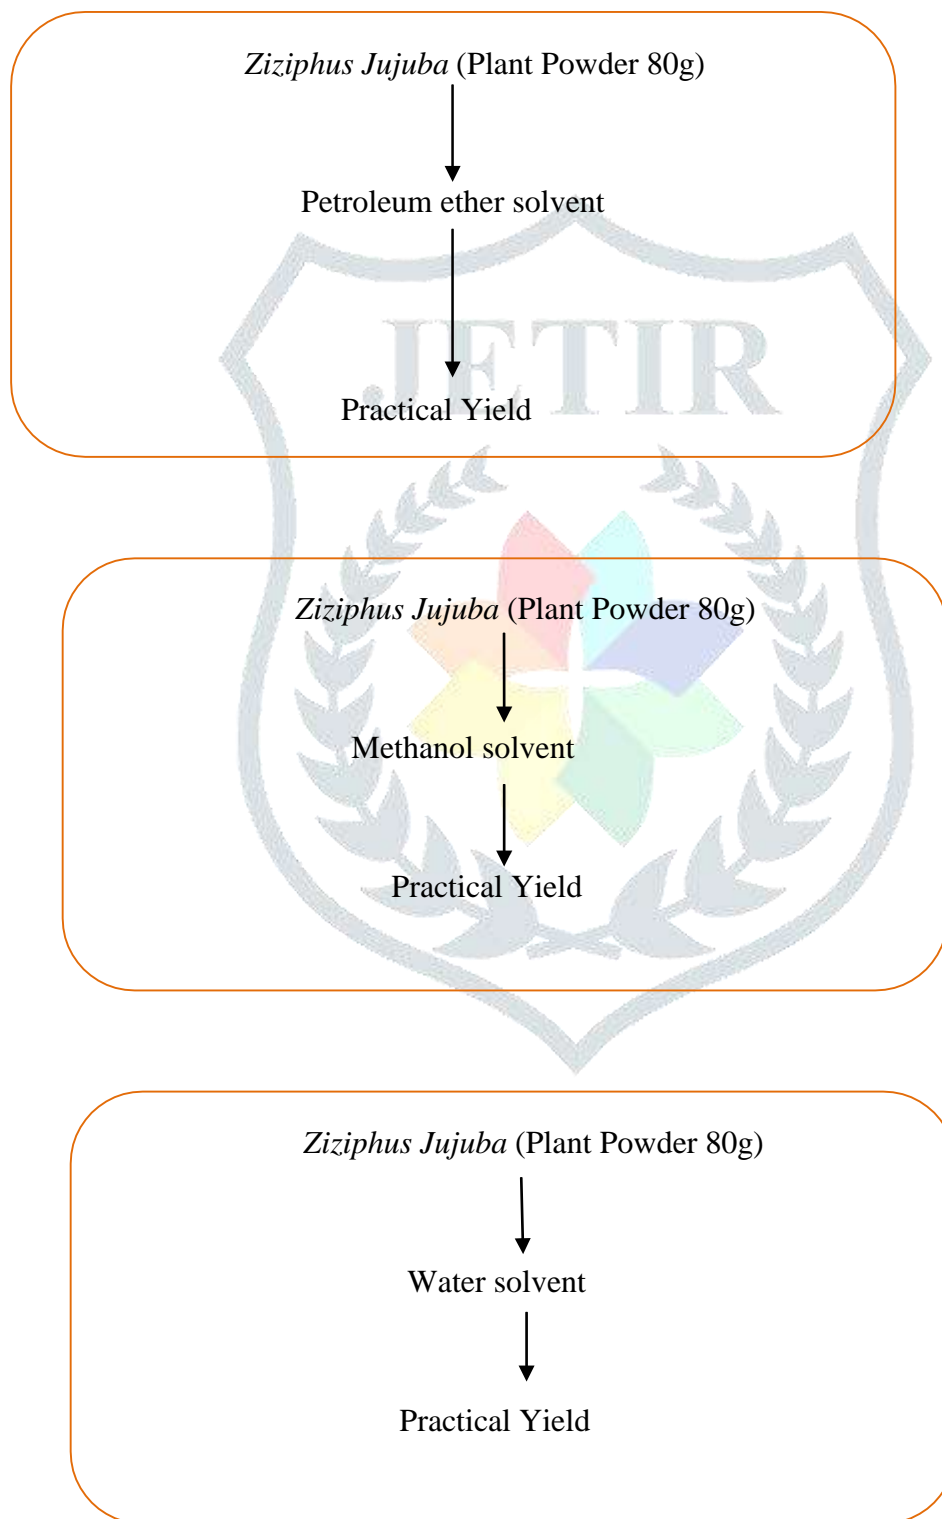 Ziziphus Jujuba (Plant Powder 80g)
Petroleum ether solvent
JETIR
Practical Yield
Ziziphus Jujuba (Plant Powder 80g)
Methanol solvent
Practical Yield
Ziziphus Jujuba (Plant Powder 80g)
Water solvent
Practical Yield